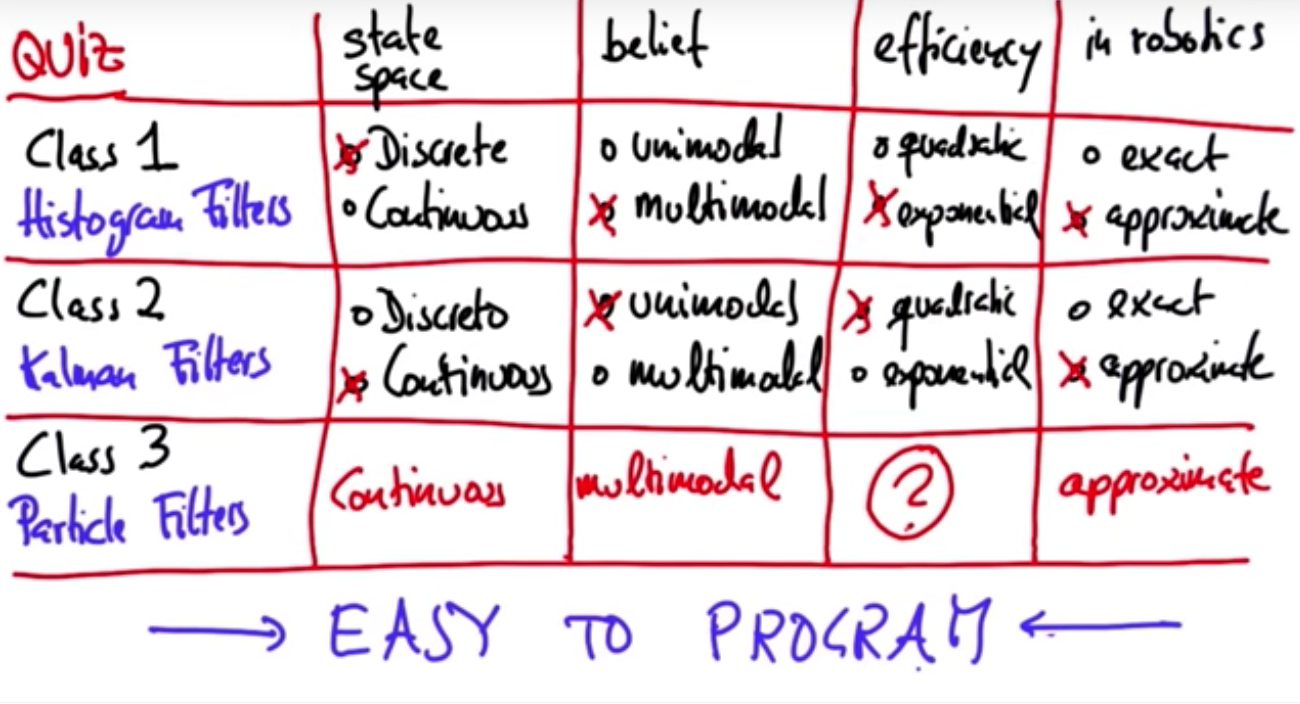 QUIZ
state space
belief
efficiency
in robotics
Class 1
Histogram Filters
Discrete
Continuous
unimodal
multimodal
quadratic
exponential
exact
approximate
Class 2
Kalman Filters
Discrete
Continuous
unimodal
multimodal
quadratic
exponential
exact
approximate
Class 3
Particle Filters
Continuous
multimodal
?
approximate
EASY TO PROGRAM